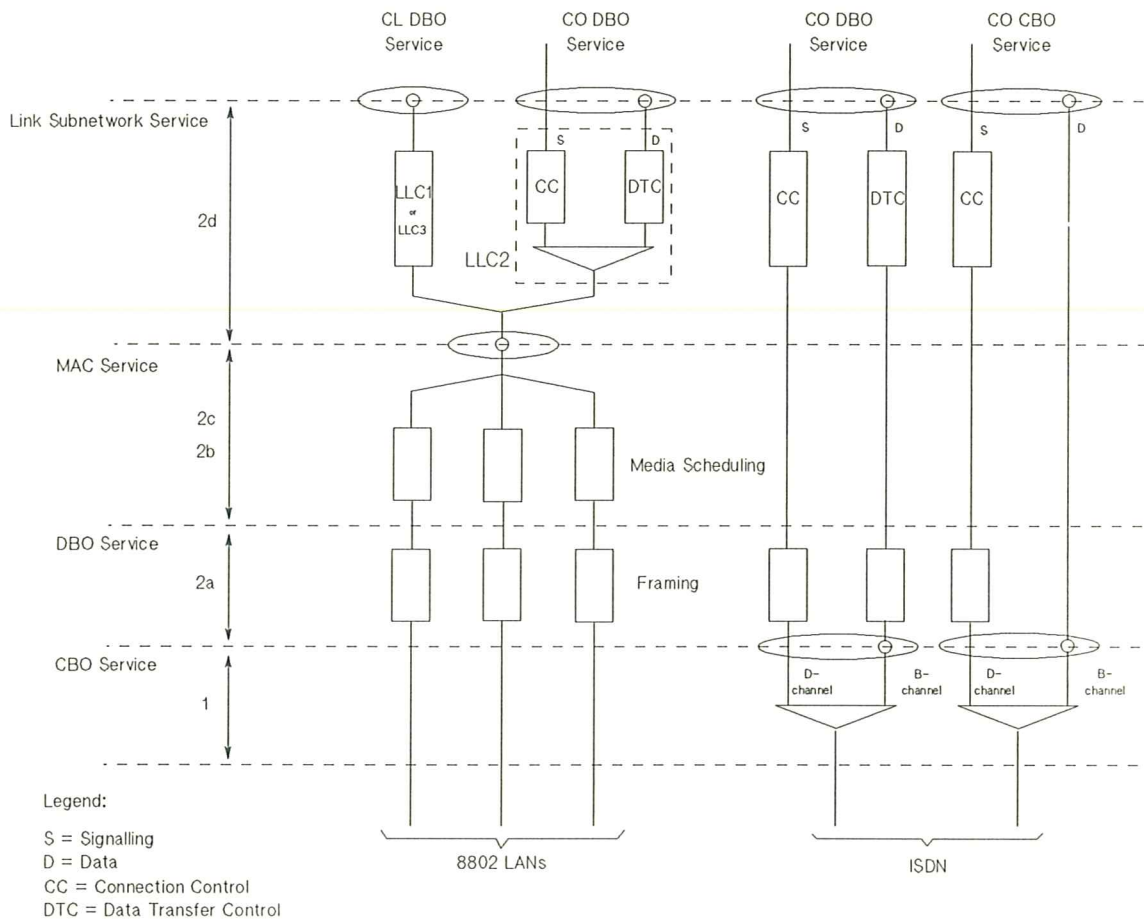 CL DBO
Service
CO DBO
Service
CO DBO
Service
CO CBO
Service
Link Subnetwork Service
S
D
S
D
S
D
CC
DTC
LLC1
or
LLC3
CC
DTC
CC
2d
LLC2
MAC Service
2c
2b
Media Scheduling
DBO Service
2a
Framing
CBO Service
D-
channel
B-
channel
D-
channel
B-
channel
1
Legend:
S = Signalling
D = Data
CC = Connection Control
DTC = Data Transfer Control
8802 LANs
ISDN